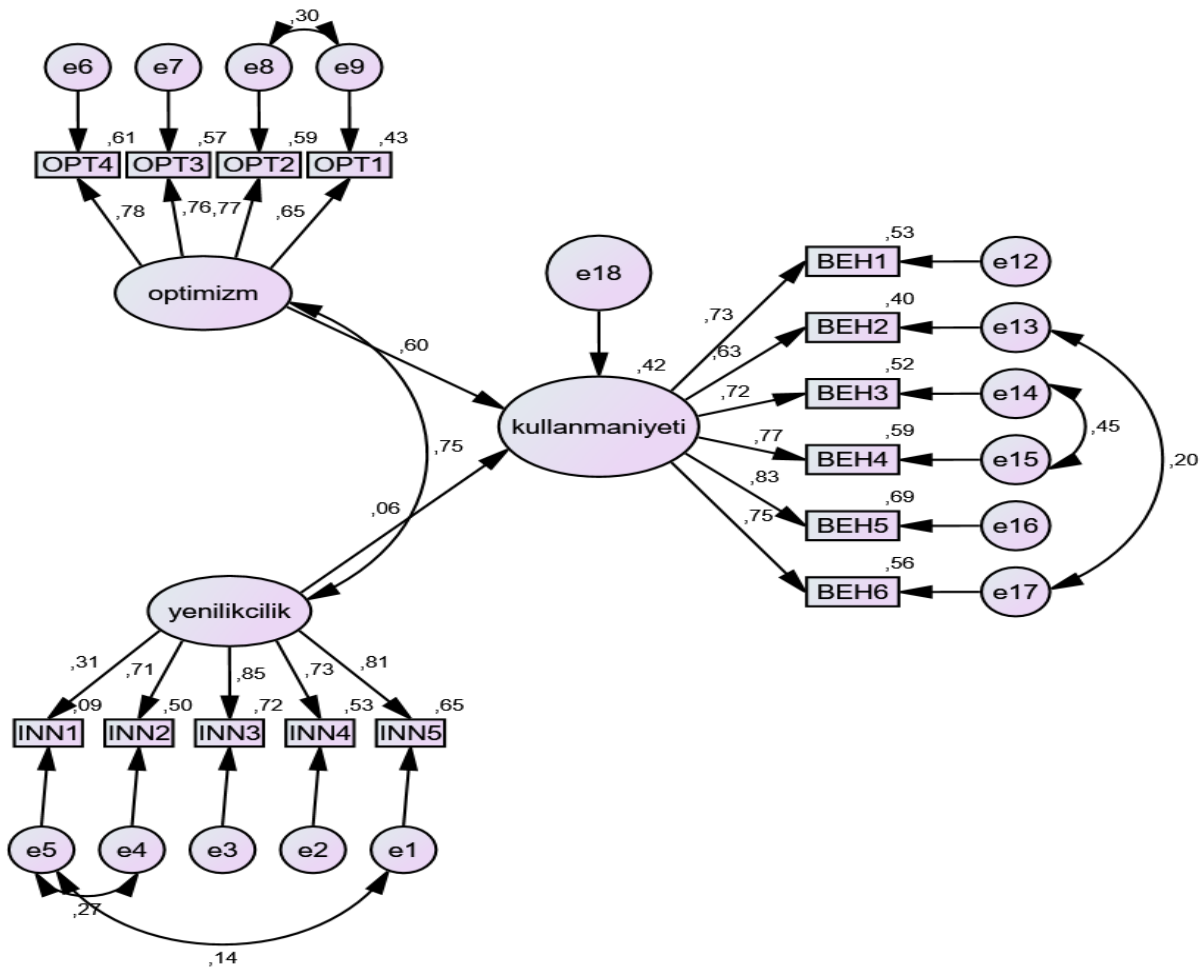 ,30
e6 e7 e8 e9
,61 ,57 ,59 ,43
OPT4 OPT3 OPT2 OPT1
,78 ,76 ,77 ,65
optimizm
,60
,75
,06
e18
,42
kullanmaniyeti
,73
,63
,72
,77
,83
,75
,53
BEH1 e12
,40
BEH2 e13
,52
BEH3 e14
,59
BEH4 e15
,69
BEH5 e16
,56
BEH6 e17
,45
,20
yenilikcilik
,31 ,71 ,85 ,73 ,81
,09 ,50 ,72 ,53 ,65
INN1 INN2 INN3 INN4 INN5
e5 e4 e3 e2 e1
,27
,14